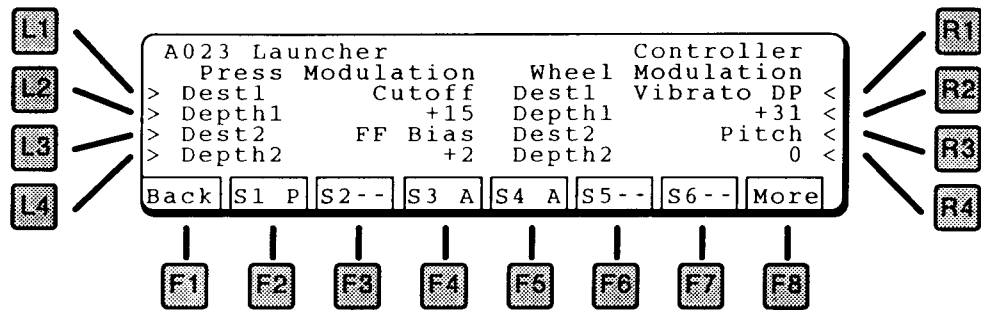 L1
L2
L3
L4
A023 Launcher Controller
Press Modulation Wheel Modulation
> Dest1 Cutoff Dest1 Vibrato DP <
> Depth1 +15 Depth1 +31 <
> Dest2 FF Bias Dest2 Pitch <
> Depth2 +2 Depth2 0 <
Back S1 P S2-- S3 A S4 A S5-- S6-- More
R1
R2
R3
R4
F1 F2 F3 F4 F5 F6 F7 F8